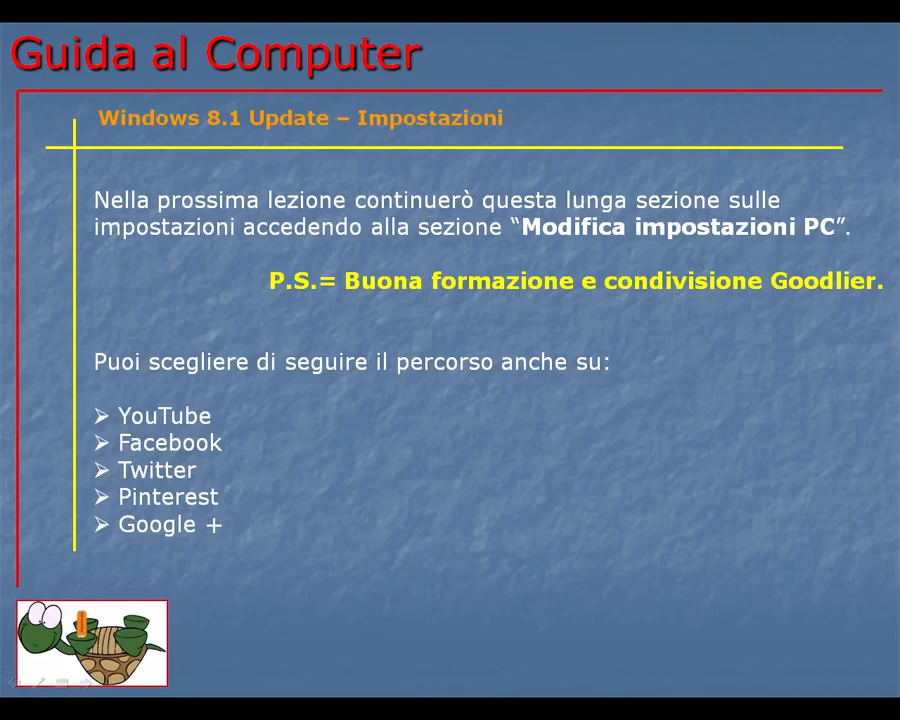 Guida al Computer
Windows 8.1 Update – Impostazioni
Nella prossima lezione continuerò questa lunga sezione sulle
impostazioni accedendo alla sezione “Modifica impostazioni PC”.
P.S.= Buona formazione e condivisione Goodlier.
Puoi scegliere di seguire il percorso anche su:
➢ YouTube
➢ Facebook
➢ Twitter
➢ Pinterest
➢ Google +